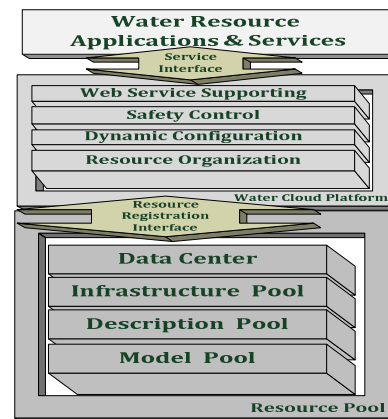 Water Resource
Applications & Services
Service
Interface
Web Service Supporting
Safety Control
Dynamic Configuration
Resource Organization
Water Cloud Platform
Resource
Registration
Interface
Data Center
Infrastructure Pool
Description Pool
Model Pool
Resource Pool